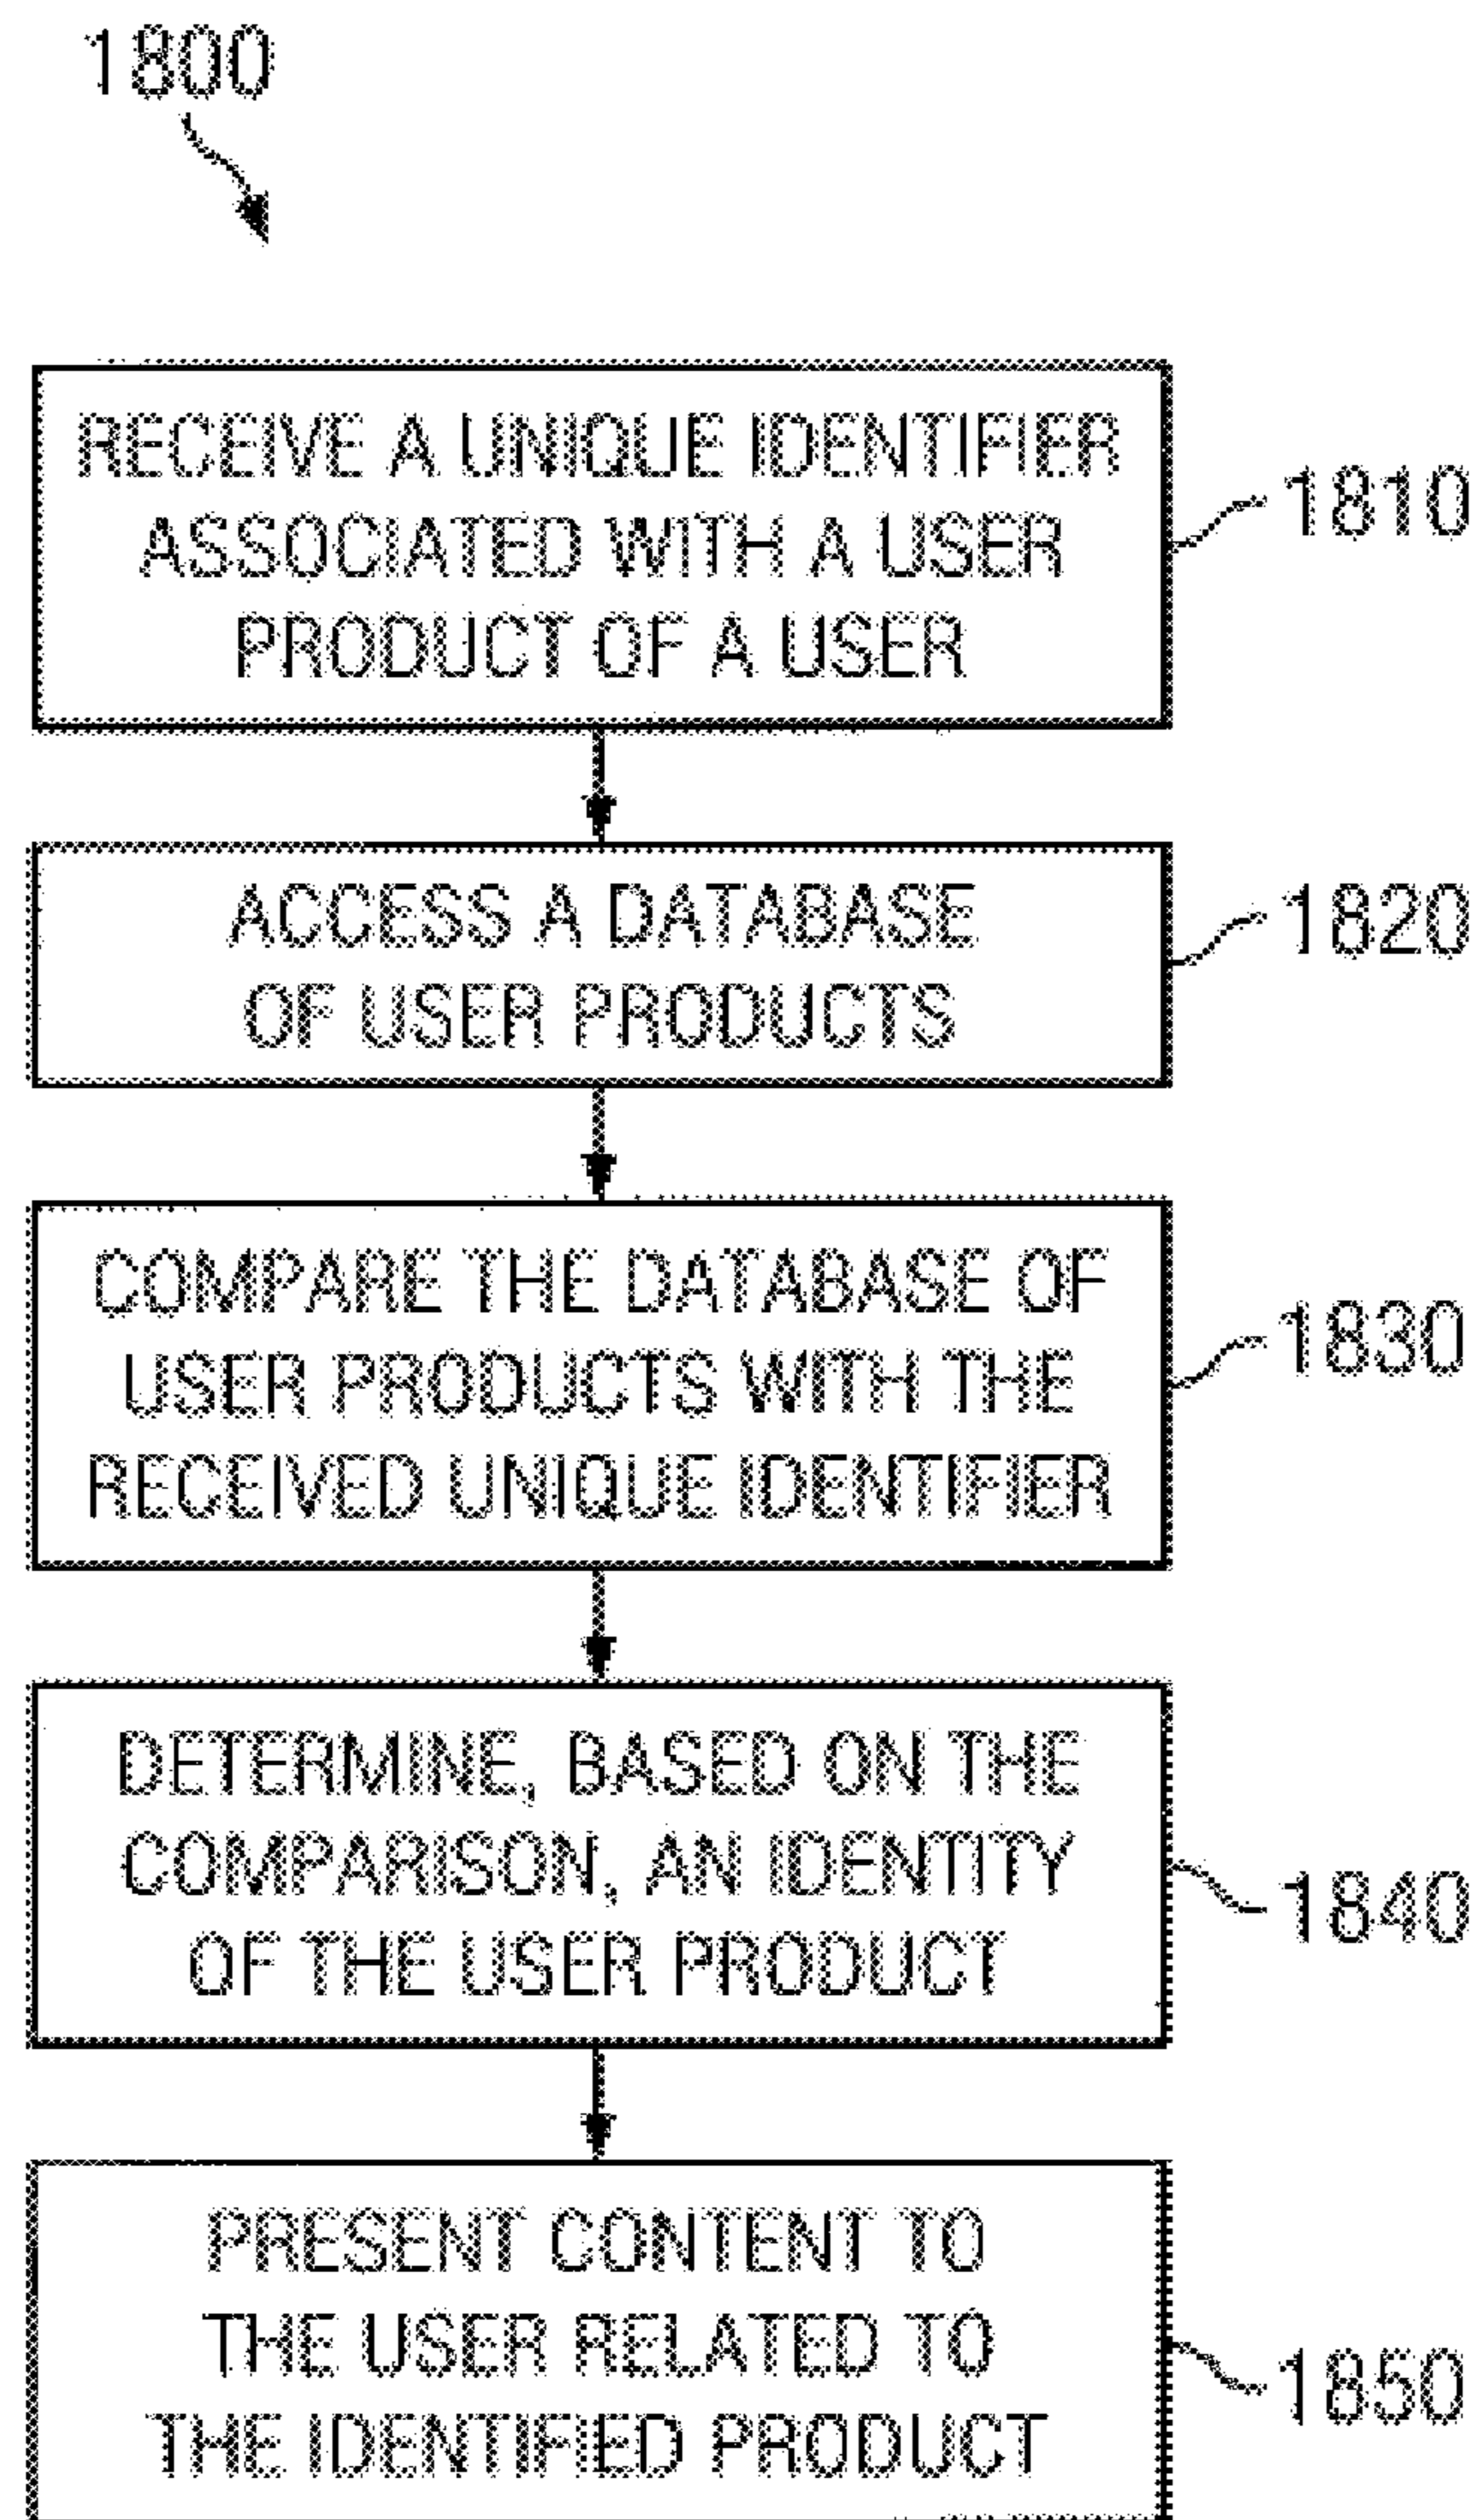 1800
RECEIVE A UNIQUE IDENTIFIER
ASSOCIATED WITH A USER
PRODUCT OF A USER
1810
ACCESS A DATABASE
OF USER PRODUCTS
1820
COMPARE THE DATABASE OF
USER PRODUCTS WITH THE
RECEIVED UNIQUE IDENTIFIER
1830
DETERMINE, BASED ON THE
COMPARISON, AN IDENTITY
OF THE USER PRODUCT
1840
PRESENT CONTENT TO
THE USER RELATED TO
THE IDENTIFIED PRODUCT
1850